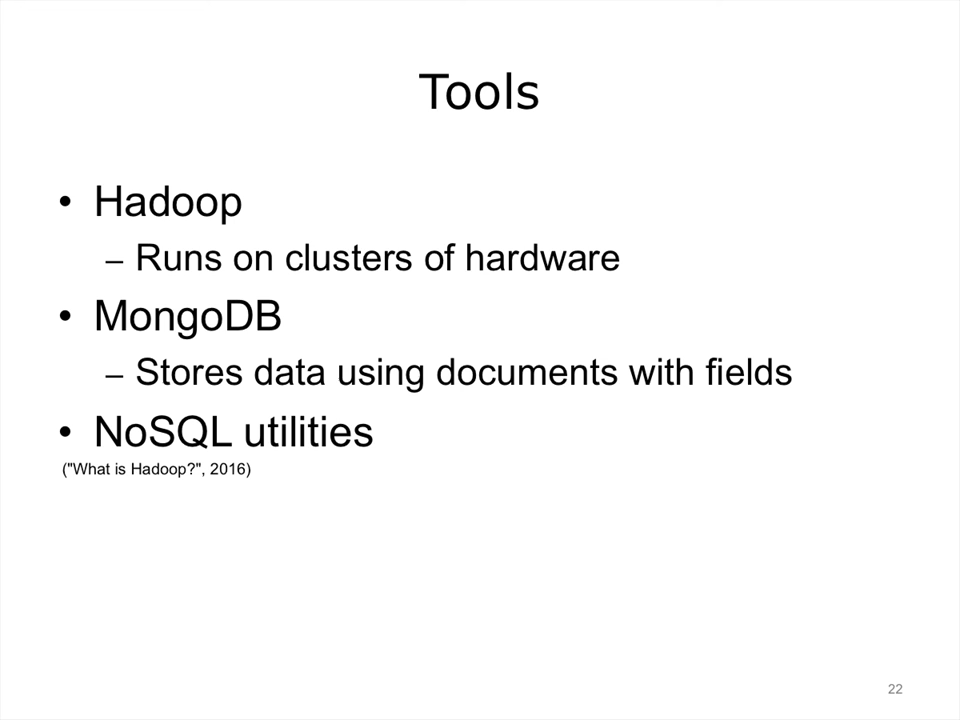 Tools
• Hadoop
– Runs on clusters of hardware
• MongoDB
– Stores data using documents with fields
• NoSQL utilities
("What is Hadoop?", 2016)
22